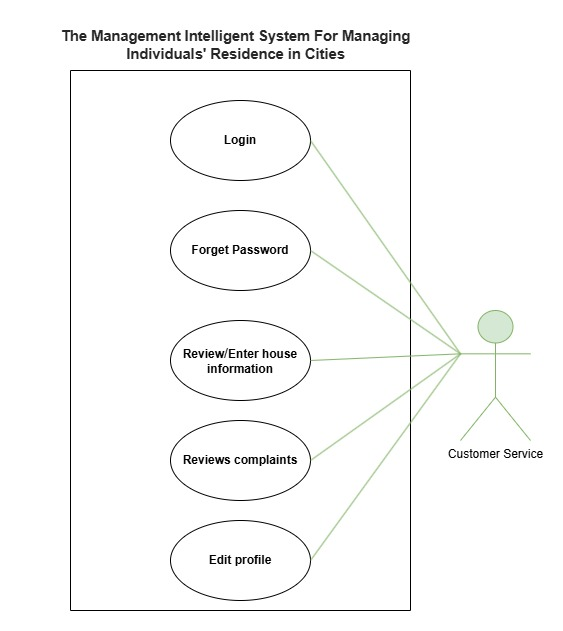 The Management Intelligent System For Managing
Individuals' Residence in Cities
Login
Forget Password
Review/Enter house
information
Reviews complaints
Edit profile
Customer Service